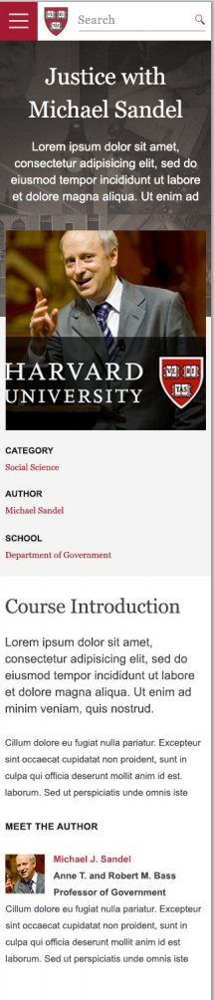 Search
Justice with
Michael Sandel
Lorem ipsum dolor sit amet,
consectetur adipisicing elit, sed do
eiusmod tempor incididunt ut labore
et dolore magna aliqua. Ut enim ad
HARVARD
UNIVERSITY
VE RI
TAS
CATEGORY
Social Science
AUTHOR
Michael Sandel
SCHOOL
Department of Government
Course Introduction
Lorem ipsum dolor sit amet,
consectetur adipisicing elit, sed do
eiusmod tempor incididunt ut labore
et dolore magna aliqua. Ut enim ad
minim veniam, quis nostrud.
Cillum dolore eu fugiat nulla pariatur. Excepteur
sint occaecat cupidatat non proident, sunt in
culpa qui officia deserunt mollit anim id est.
laborum. Sed ut perspiciatis unde omnis iste
MEET THE AUTHOR
Michael J. Sandel
Anne T. and Robert M. Bass
Professor of Government
Cillum dolore eu fugiat nulla pariatur. Excepteur
sint occaecat cupidatat non proident, sunt in
culpa qui officia deserunt mollit anim id est.
laborum. Sed ut perspiciatis unde omnis iste